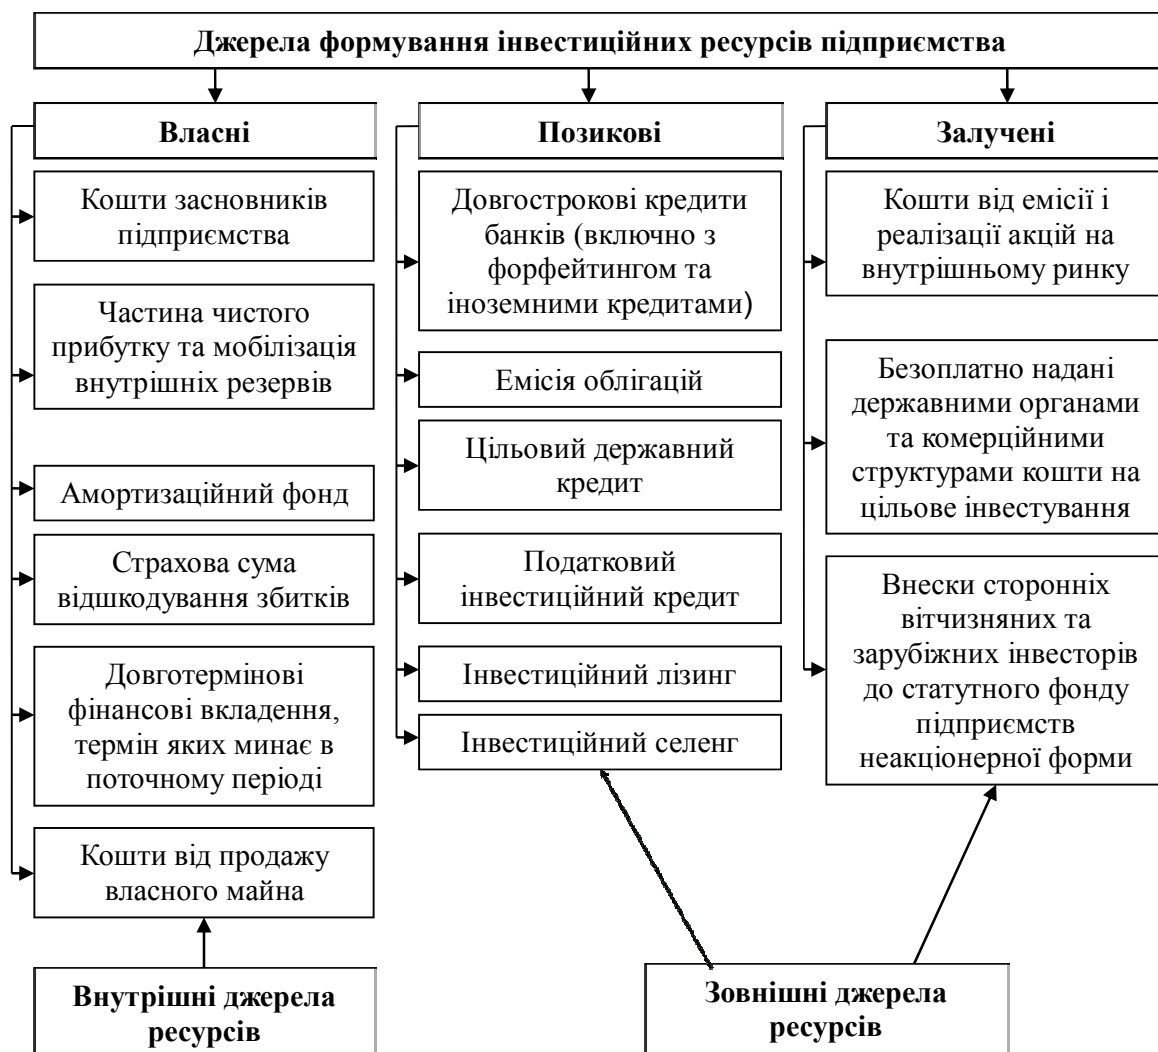 Джерела формування інвестиційних ресурсів підприємства
Власні
Кошти засновників
підприємства
Частина чистого
прибутку та мобілізація
внутрішніх резервів
Амортизаційний фонд
Страхова сума
відшкодування збитків
Довготермінові
фінансові вкладення,
термін яких минає в
поточному періоді
Кошти від продажу
власного майна
Внутрішні джерела
ресурсів
Позикові
Довгострокові кредити
банків (включно з
форфейтингом та
іноземними кредитами)
Емісія облігацій
Цільовий державний
кредит
Податковий
інвестиційний кредит
Інвестиційний лізинг
Інвестиційний селенг
Залучені
Кошти від емісії і
реалізації акцій на
внутрішньому ринку
Безоплатно надані
державними органами
та комерційними
структурами кошти на
цільове інвестування
Внески сторонніх
вітчизняних та
зарубіжних інвесторів
до статутного фонду
підприємств
неакціонерної форми
Зовнішні джерела
ресурсів